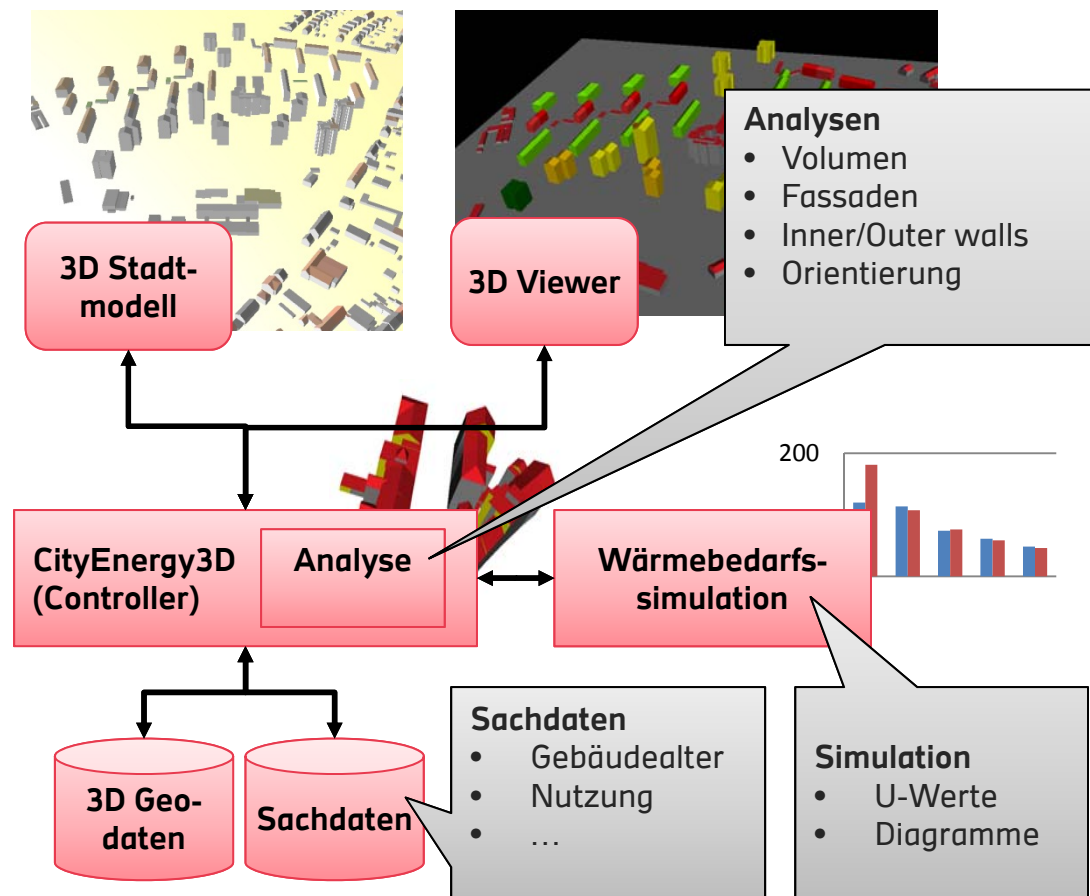 Analysen
• Volumen
• Fassaden
• Inner/Outer walls
• Orientierung
3D Stadt-
modell
3D Viewer
200
CityEnergy3D
(Controller)
Analyse
Wärmebedarfs-
simulation
Sachdaten
• Gebäudealter
• Nutzung
• …
Simulation
• U-Werte
• Diagramme
3D Geo-
daten
Sachdaten